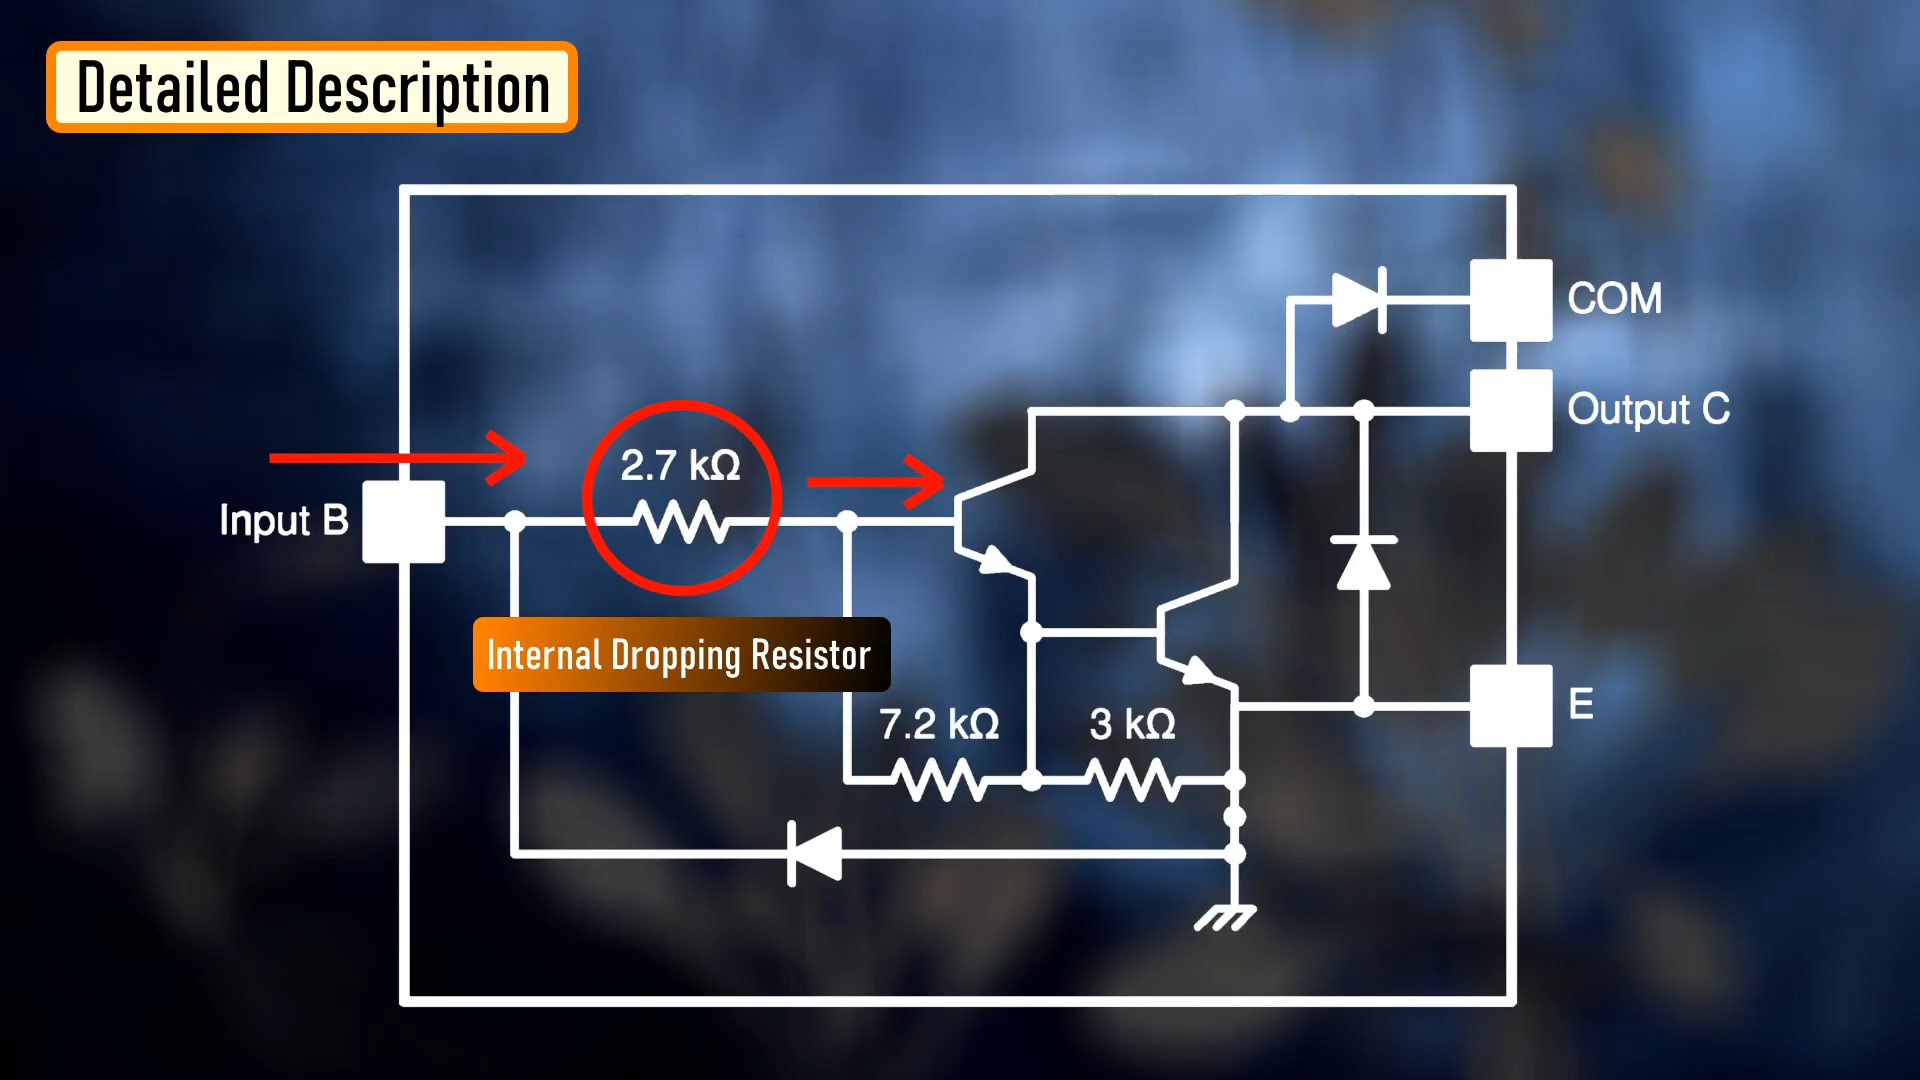 Detailed Description
COM
Output C
2.7 kΩ
Input B
Internal Dropping Resistor
E
7.2 kΩ
3 kΩ